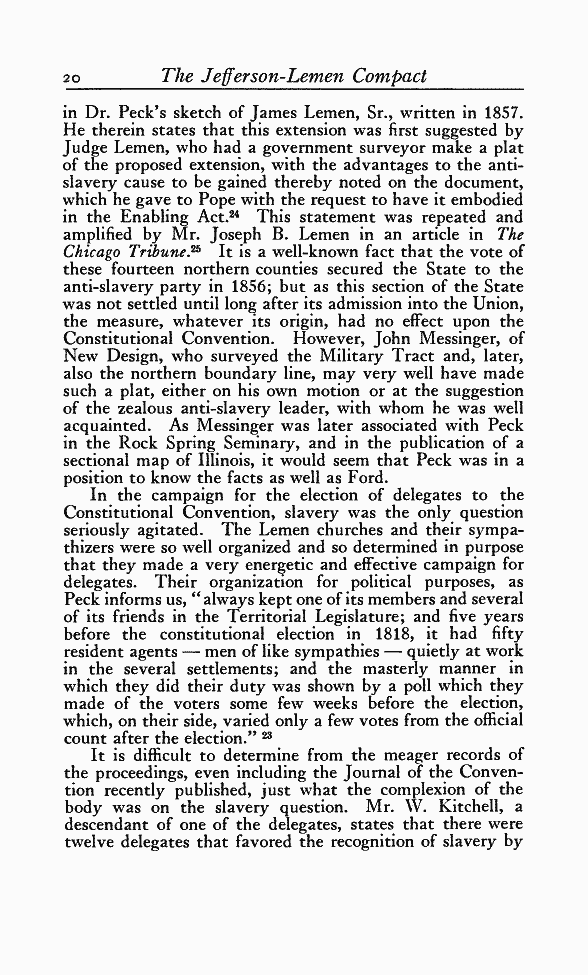 20 The Jefferson-Lemen Compact
in Dr. Peck's sketch of James Lemen, Sr., written in 1857.
He therein states that this extension was first suggested by
Judge Lemen, who had a government surveyor make a plat
of the proposed extension, with the advantages to the anti-
slavery cause to be gained thereby noted on the document,
which he gave to Pope with the request to have it embodied
in the Enabling Act.²⁴ This statement was repeated and
amplified by Mr. Joseph B. Lemen in an article in The
Chicago Tribune.²⁵ It is a well-known fact that the vote of
these fourteen northern counties secured the State to the
anti-slavery party in 1856; but as this section of the State
was not settled until long after its admission into the Union,
the measure, whatever its origin, had no effect upon the
Constitutional Convention. However, John Messinger, of
New Design, who surveyed the Military Tract and, later,
also the northern boundary line, may very well have made
such a plat, either on his own motion or at the suggestion
of the zealous anti-slavery leader, with whom he was well
acquainted. As Messinger was later associated with Peck
in the Rock Spring Seminary, and in the publication of a
sectional map of Illinois, it would seem that Peck was in a
position to know the facts as well as Ford.
In the campaign for the election of delegates to the
Constitutional Convention, slavery was the only question
seriously agitated. The Lemen churches and their sympa-
thizers were so well organized and so determined in purpose
that they made a very energetic and effective campaign for
delegates. Their organization for political purposes, as
Peck informs us, "always kept one of its members and several
of its friends in the Territorial Legislature; and five years
before the constitutional election in 1818, it had fifty
resident agents — men of like sympathies — quietly at work
in the several settlements; and the masterly manner in
which they did their duty was shown by a poll which they
made of the voters some few weeks before the election,
which, on their side, varied only a few votes from the official
count after the election." ²³
It is difficult to determine from the meager records of
the proceedings, even including the Journal of the Conven-
tion recently published, just what the complexion of the
body was on the slavery question. Mr. W. Kitchell, a
descendant of one of the delegates, states that there were
twelve delegates that favored the recognition of slavery by